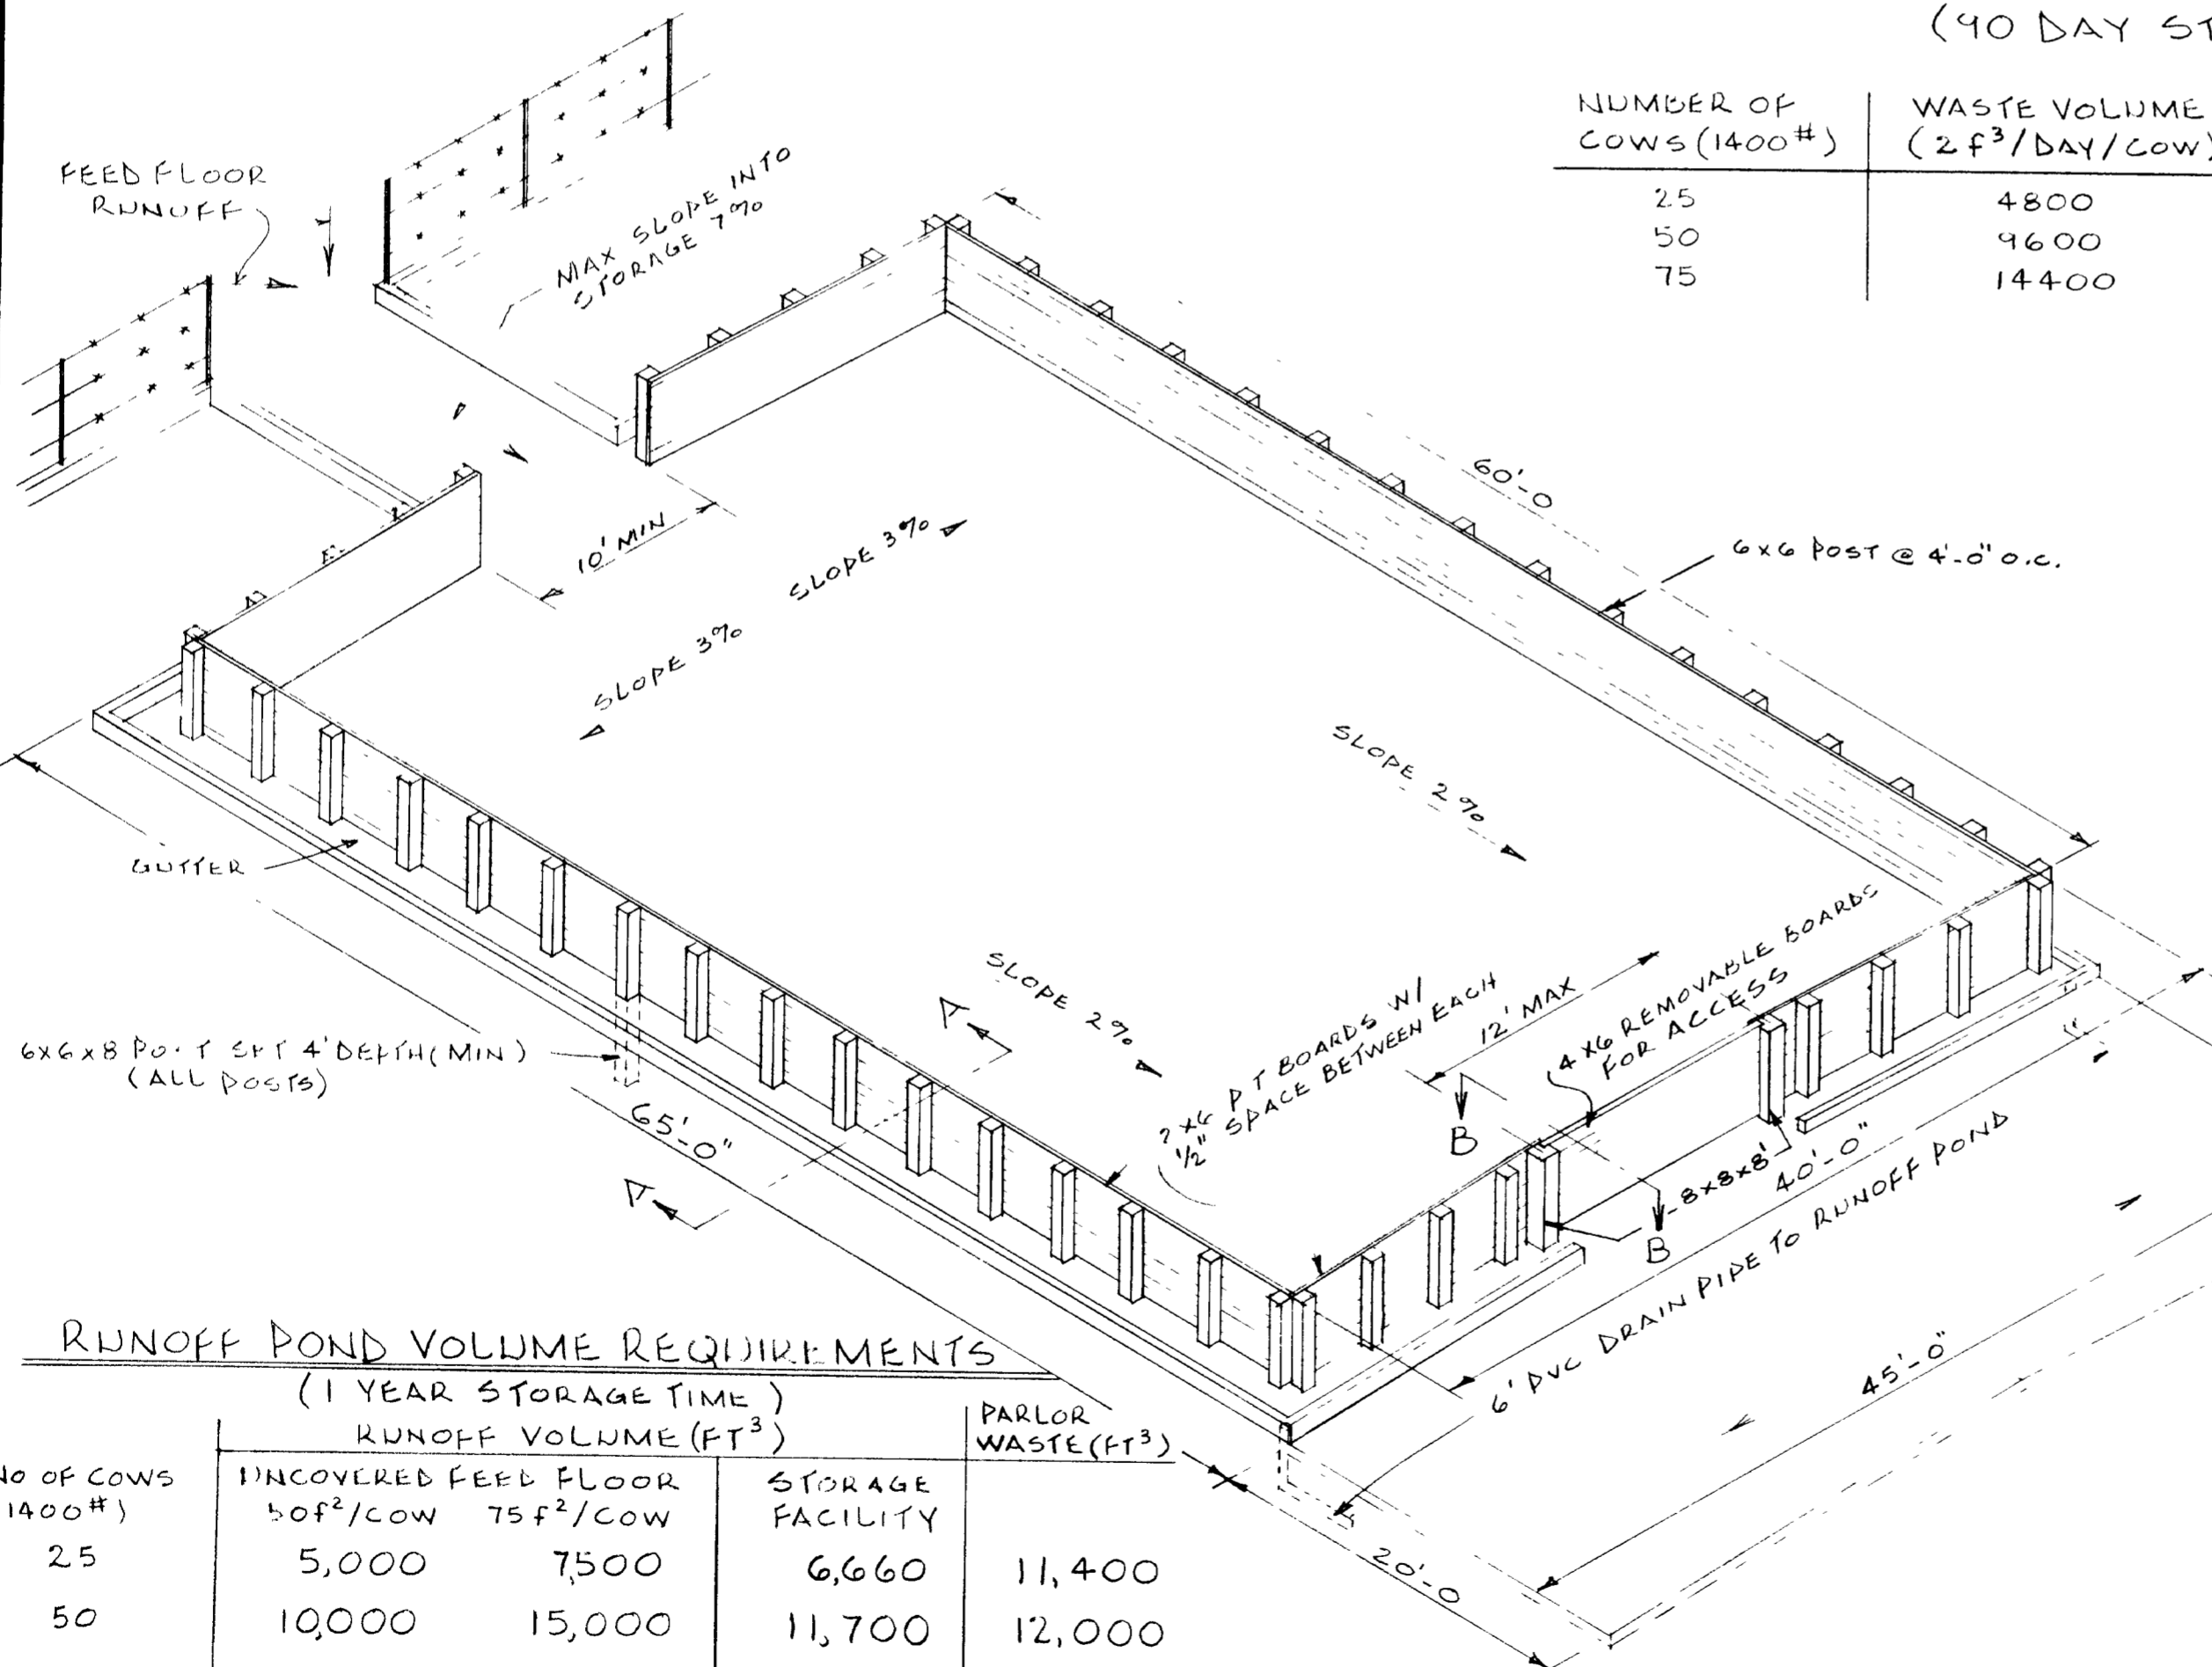 (90 DAY ST
NUMBER OF
COWS (1400#)
WASTE VOLUME
(2 f³/DAY/COW)
25 4800
50 9600
75 14400
FEED FLOOR
RUNOFF
MAX SLOPE INTO
STORAGE 7%
60'-0
6x6 POST @ 4'-0" O.C.
10' MIN
SLOPE 3%
SLOPE 3%
SLOPE 2%
GUTTER
SLOPE 2%
A
A
6x6x8 POST SET 4' DEPTH (MIN)
(ALL POSTS)
65'-0"
2x6 PT BOARDS W/
1/2" SPACE BETWEEN EACH
12' MAX
4x6 REMOVABLE BOARDS
FOR ACCESS
B
B
8x8x8'
40'-0"
6' PVC DRAIN PIPE TO RUNOFF POND
45'-0"
20'-0
RUNOFF POND VOLUME REQUIREMENTS
(1 YEAR STORAGE TIME)
RUNOFF VOLUME (FT³)
PARLOR
WASTE (FT³)
NO OF COWS
1400#)
UNCOVERED FEED FLOOR
50f²/COW 75f²/COW
STORAGE
FACILITY
25 5,000 7,500 6,660 11,400
50 10,000 15,000 11,700 12,000